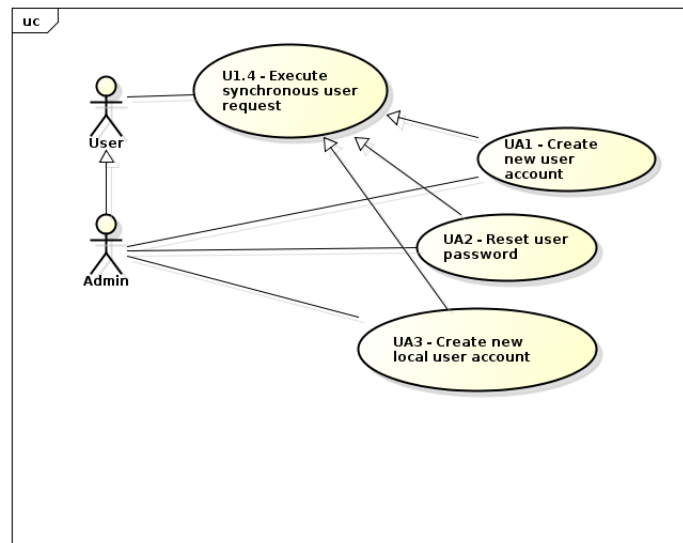 uc
U1.4 - Execute
synchronous user
request
User
UA1 - Create
new user
account
UA2 - Reset user
password
Admin
UA3 - Create new
local user account